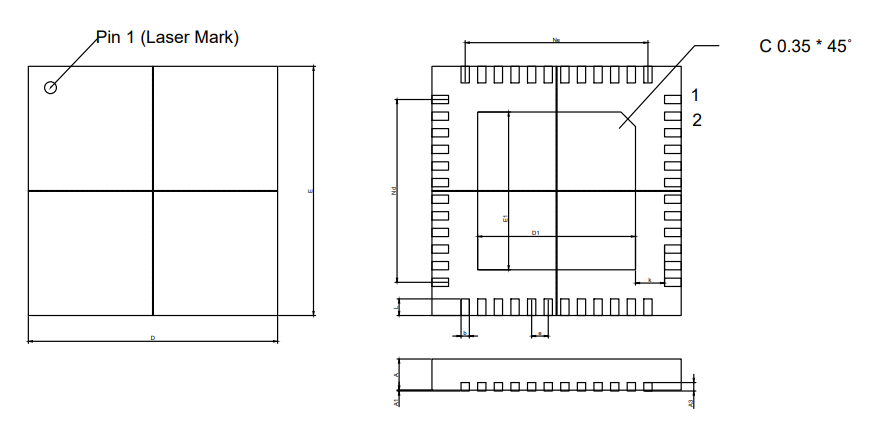 Pin 1 (Laser Mark)
Ne
C 0.35 * 45°
1
2
E
Nd
E1
D1
k
L
b
e
D
A
A1
A3